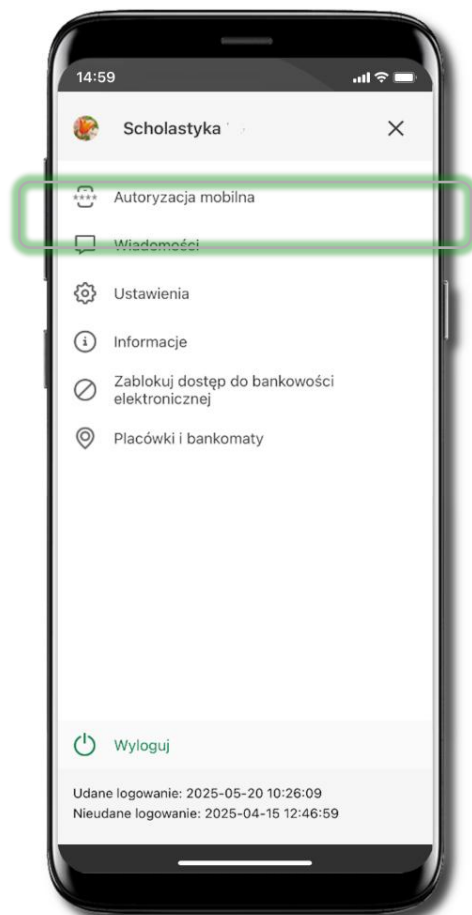 14:59
Scholastyka
Autoryzacja mobilna
Wiadomości
Ustawienia
Informacje
Zablokuj dostęp do bankowości
elektronicznej
Placówki i bankomaty
Wyloguj
Udane logowanie: 2025-05-20 10:26:09
Nieudane logowanie: 2025-04-15 12:46:59